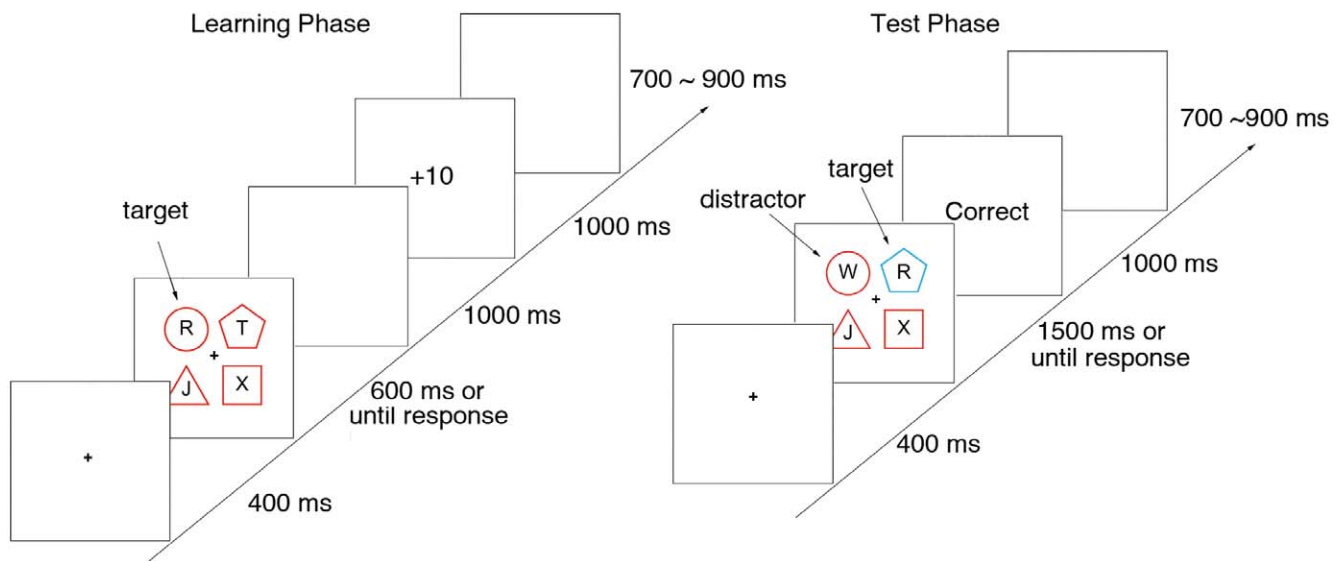 Learning Phase
700 ~ 900 ms
+10
1000 ms
target
R
T
+
J
X
1000 ms
600 ms or
until response
+
400 ms
Test Phase
700 ~900 ms
target
distractor
Correct
1000 ms
W
R
+
J
X
1500 ms or
until response
+
400 ms